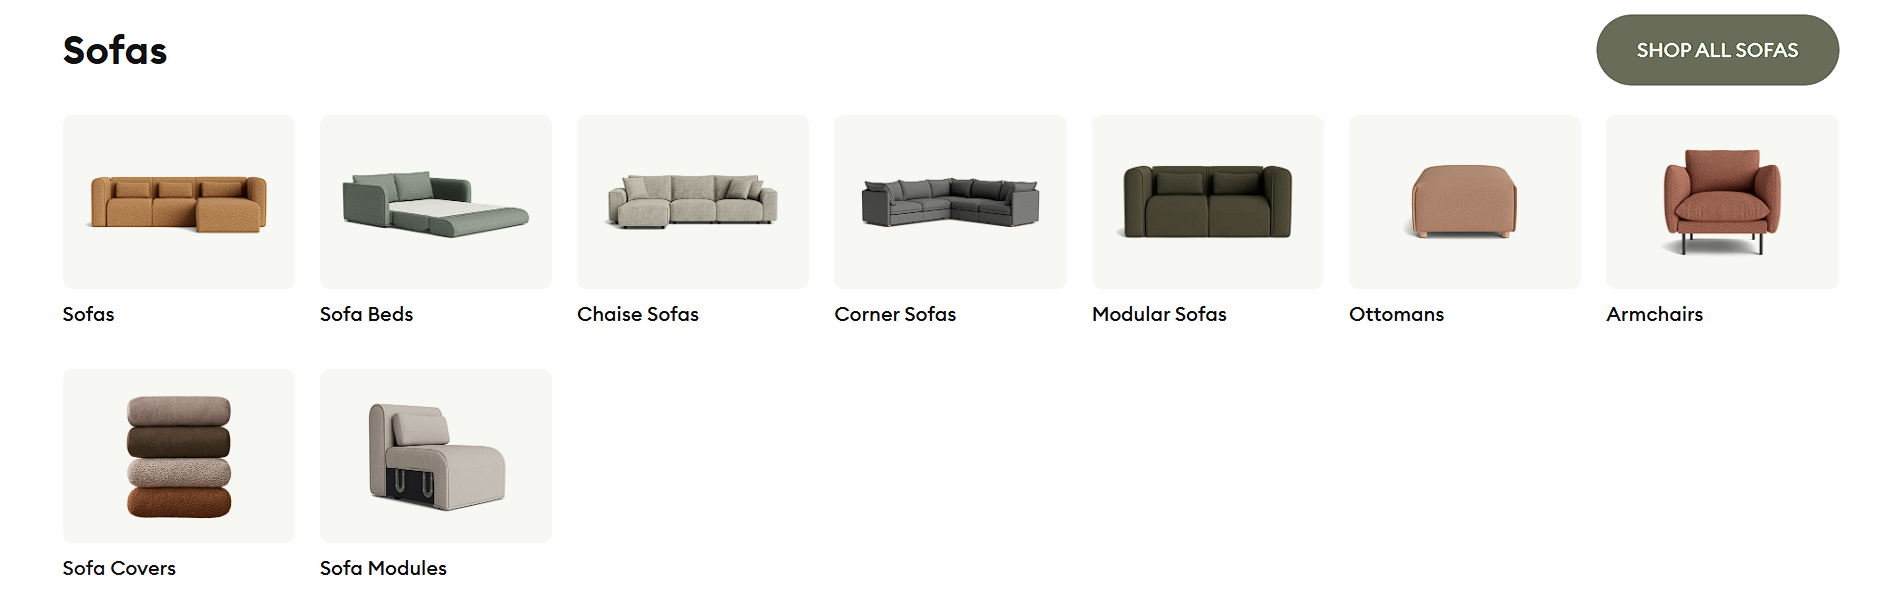 Sofas
SHOP ALL SOFAS
Sofas
Sofa Beds
Chaise Sofas
Corner Sofas
Modular Sofas
Ottomans
Armchairs
Sofa Covers
Sofa Modules